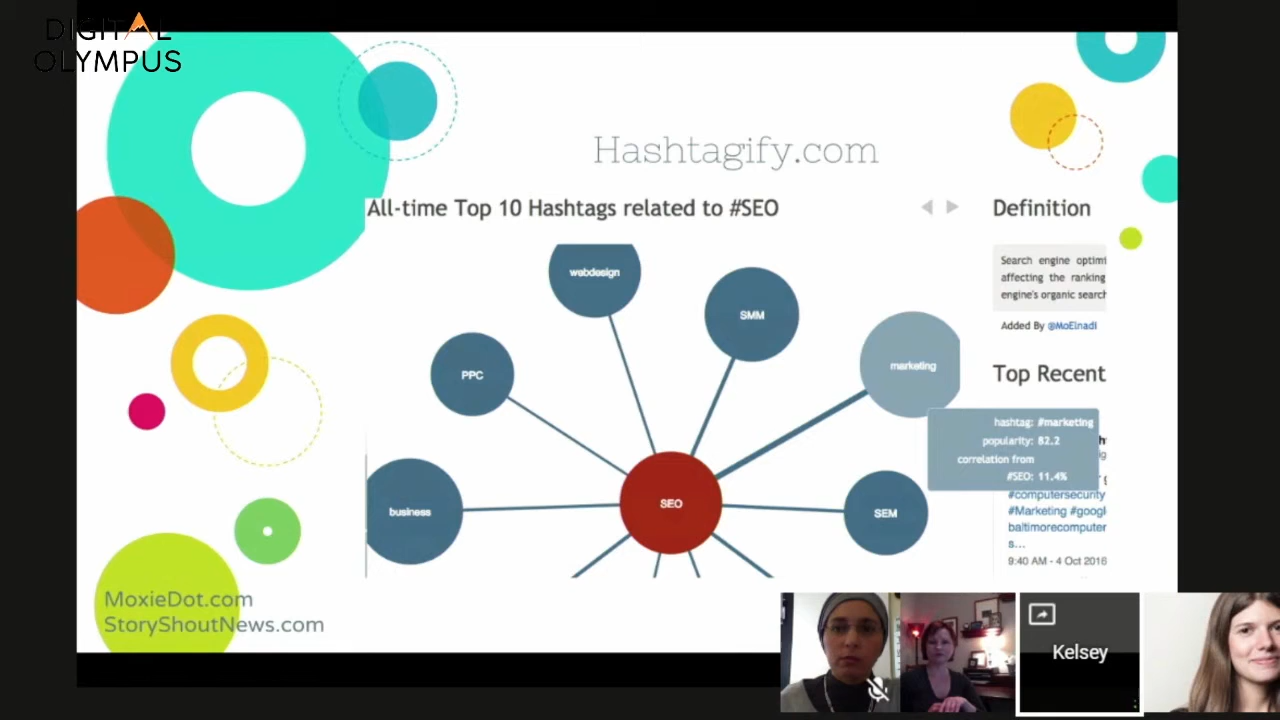 DIGITAL
OLYMPUS
Hashtagify.com
All-time Top 10 Hashtags related to #SEO
Definition
webdesign
SMM
Search engine optimi
affecting the ranking
engine's organic search
Added By @MoElnadi
PPC
marketing
Top Recent
hashtag: #marketing
popularity: 82.2
correlation from
#SEO: 11.4%
business
SEO
SEM
#computersecurity
#Marketing #googl
baltimorecomputer
s...
9:40 AM - 4 Oct 2016
MoxieDot.com
StoryShoutNews.com
Kelsey